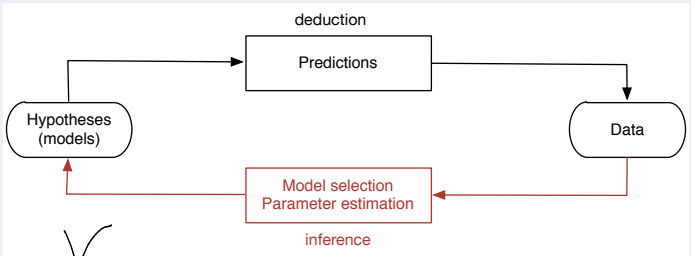 deduction
Predictions
Hypotheses
(models)
Data
Model selection
Parameter estimation
inference